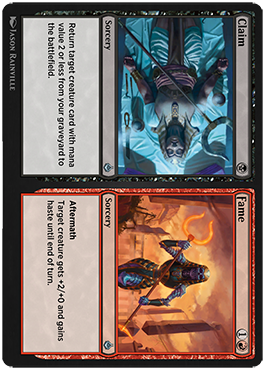 Claim
Sorcery
Return target creature card with mana
value 2 or less from your graveyard to
the battlefield.
Fame
1
Sorcery
Aftermath
Target creature gets +2/+0 and gains
haste until end of turn.
JASON RAINVILLE